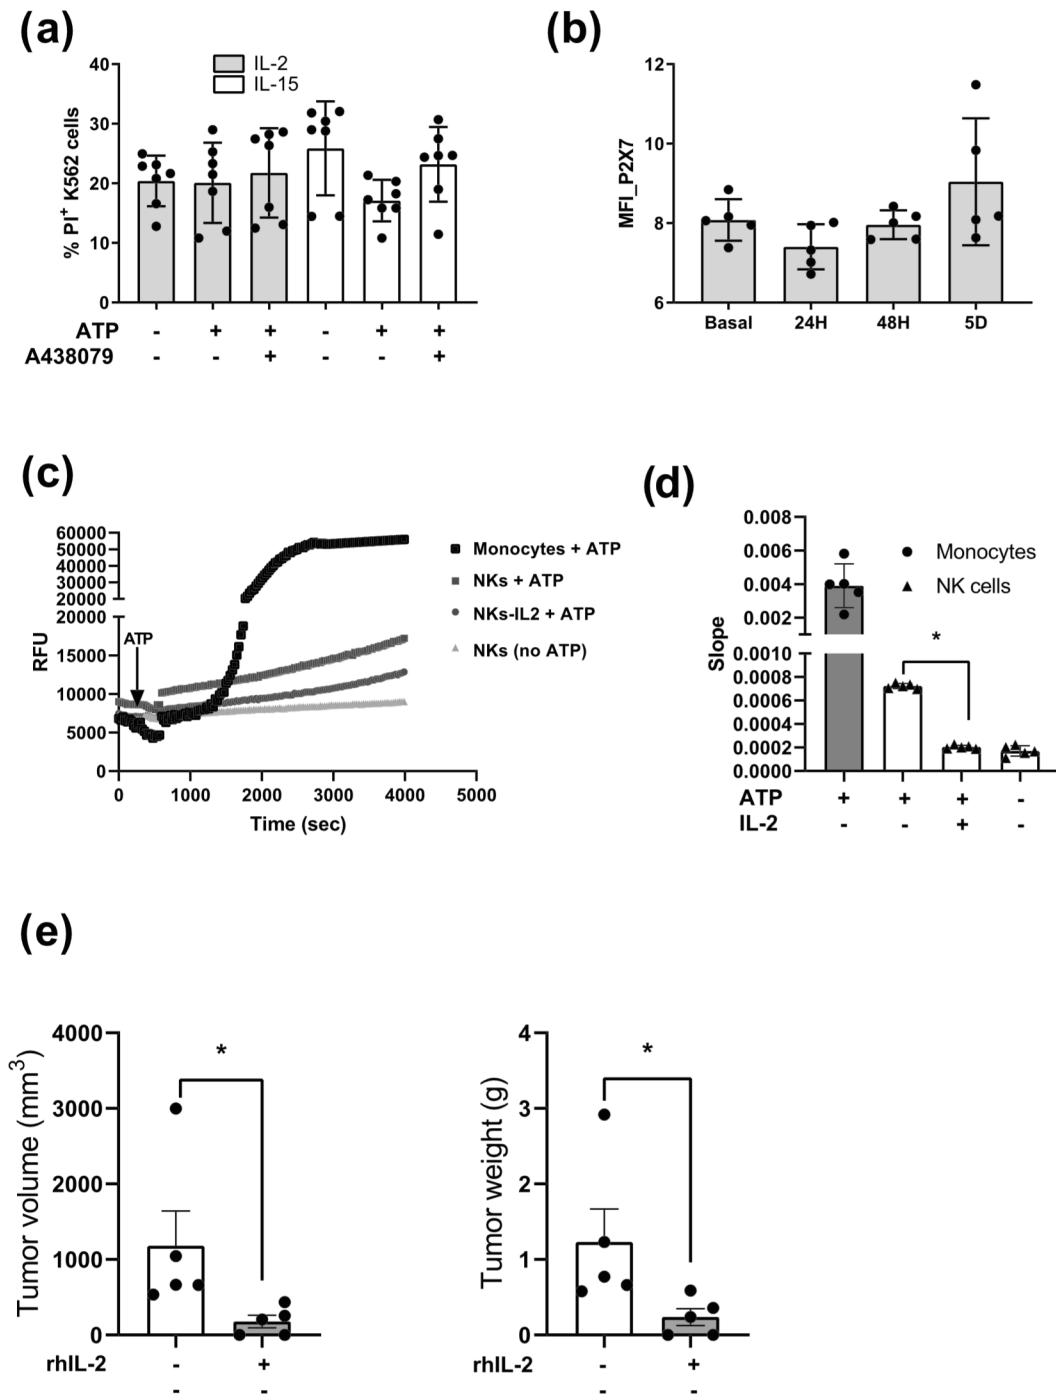 (a)
IL-2
IL-15
% PI+ K562 cells
40
30
20
10
0
ATP - + + - + +
A438079 - - + - - +
(b)
MFI_P2X7
12
10
8
6
Basal 24H 48H 5D
(c)
RFU
60000
50000
40000
30000
20000
20000
15000
10000
5000
0
ATP
0 1000 2000 3000 4000 5000
Time (sec)
Monocytes + ATP
NKs + ATP
NKs-IL2 + ATP
NKs (no ATP)
(d)
Slope
0.008
0.006
0.004
0.002
0.0010
0.0008
0.0006
0.0004
0.0002
0.0000
Monocytes
NK cells
*
ATP + + + -
IL-2 - - + -
(e)
Tumor volume (mm3)
4000
3000
2000
1000
0
*
rhIL-2 - +
- -
Tumor weight (g)
4
3
2
1
0
*
rhIL-2 - +
- -